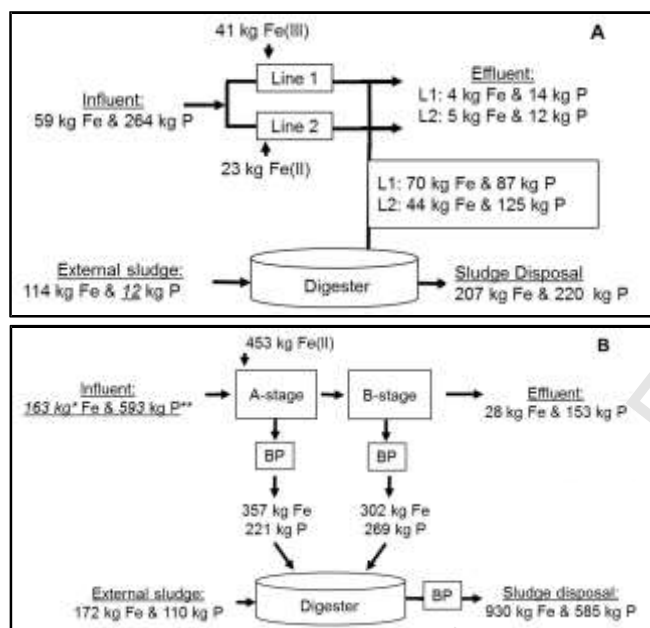 41 kg Fe(III)
A
Line 1
Influent:
59 kg Fe & 264 kg P
Line 2
23 kg Fe(II)
Effluent:
L1: 4 kg Fe & 14 kg P
L2: 5 kg Fe & 12 kg P
L1: 70 kg Fe & 87 kg P
L2: 44 kg Fe & 125 kg P
External sludge:
114 kg Fe & 12 kg P
Digester
Sludge Disposal
207 kg Fe & 220 kg P
453 kg Fe(II)
B
Influent:
163 kg* Fe & 593 kg P**
A-stage
B-stage
Effluent:
28 kg Fe & 153 kg P
BP
BP
357 kg Fe
221 kg P
302 kg Fe
269 kg P
External sludge:
172 kg Fe & 110 kg P
Digester
BP
Sludge disposal:
930 kg Fe & 585 kg P